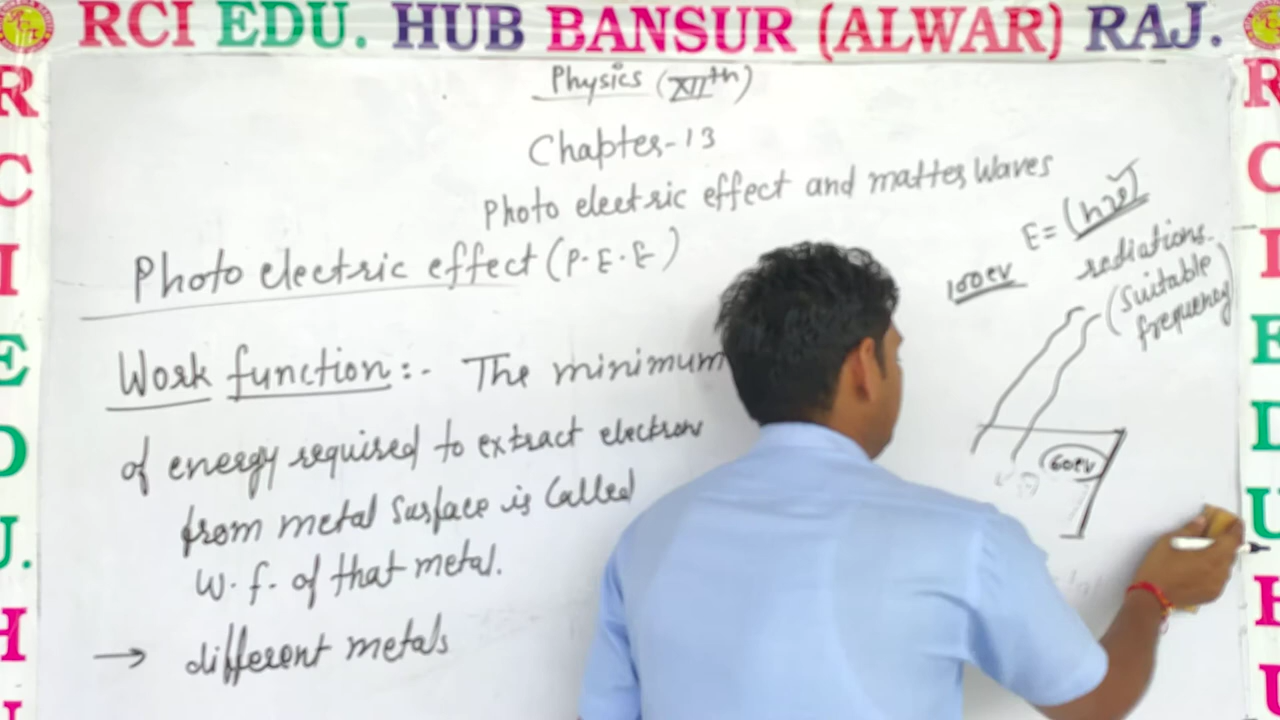 RCI EDU. HUB BANSUR (ALWAR) RAJ.
Physics (XIIth)
Chapter-13
Photo electric effect and matter Waves
Photo electric effect (P.E.E)
E= (hν)
radiations.
(Suitable
frequency)
100ev
60ev
Work function:- The minimum
of energy required to extract electron
from metal surface is called
W.f. of that metal.
→ different metals
R
C
I
E
D
U.
H
R
C
I
E
D
U
H
U